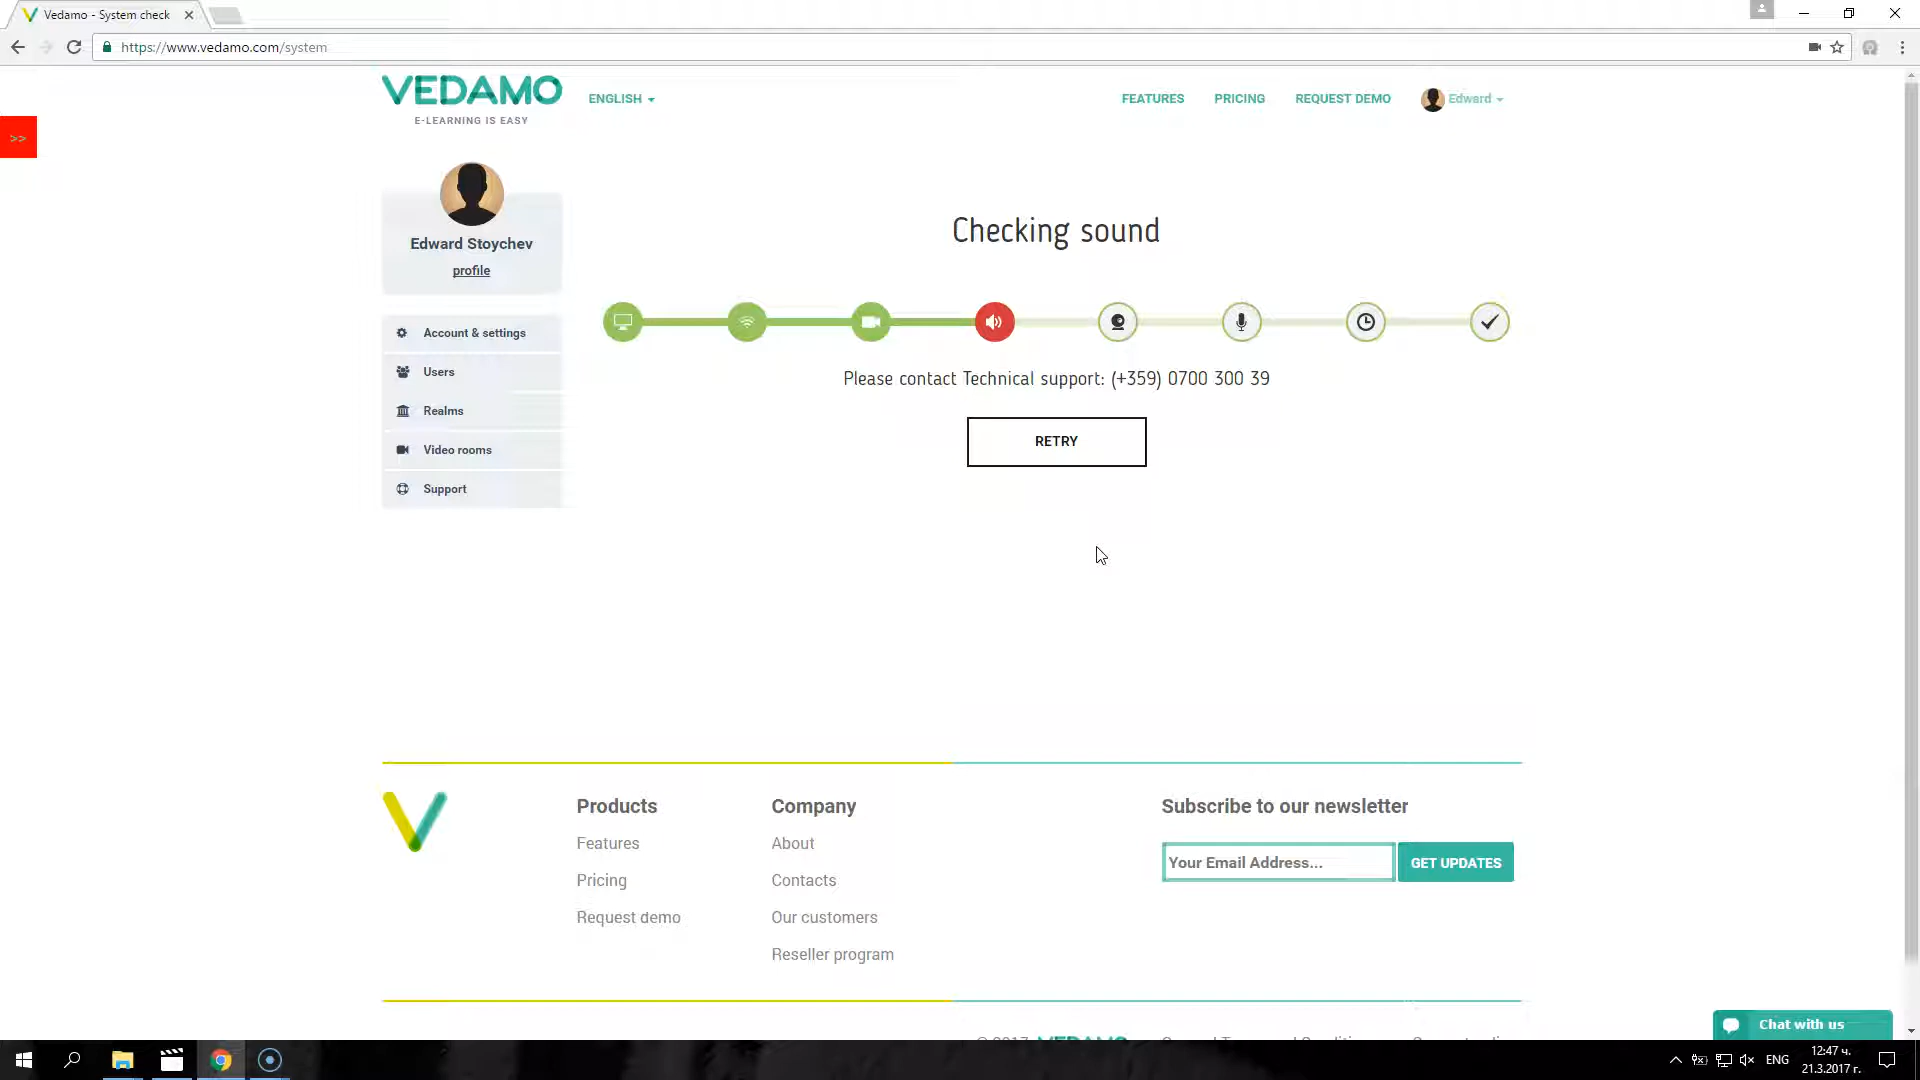 Vedamo - System check
https://www.vedamo.com/system
VEDAMO
E-LEARNING IS EASY
ENGLISH
FEATURES
PRICING
REQUEST DEMO
Edward
>>
Edward Stoychev
profile
Account & settings
Users
Realms
Video rooms
Support
Checking sound
Please contact Technical support: (+359) 0700 300 39
RETRY
Products
Features
Pricing
Request demo
Company
About
Contacts
Our customers
Reseller program
Subscribe to our newsletter
Your Email Address...
GET UPDATES
Chat with us
ENG
12:47 ч.
21.3.2017 г.